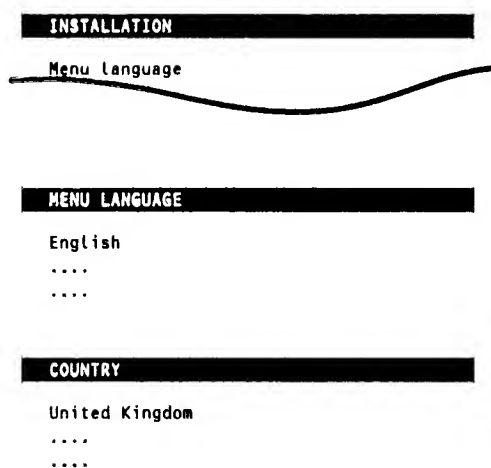 INSTALLATION
Menu language
MENU LANGUAGE
English
....
....
COUNTRY
United Kingdom
....
....